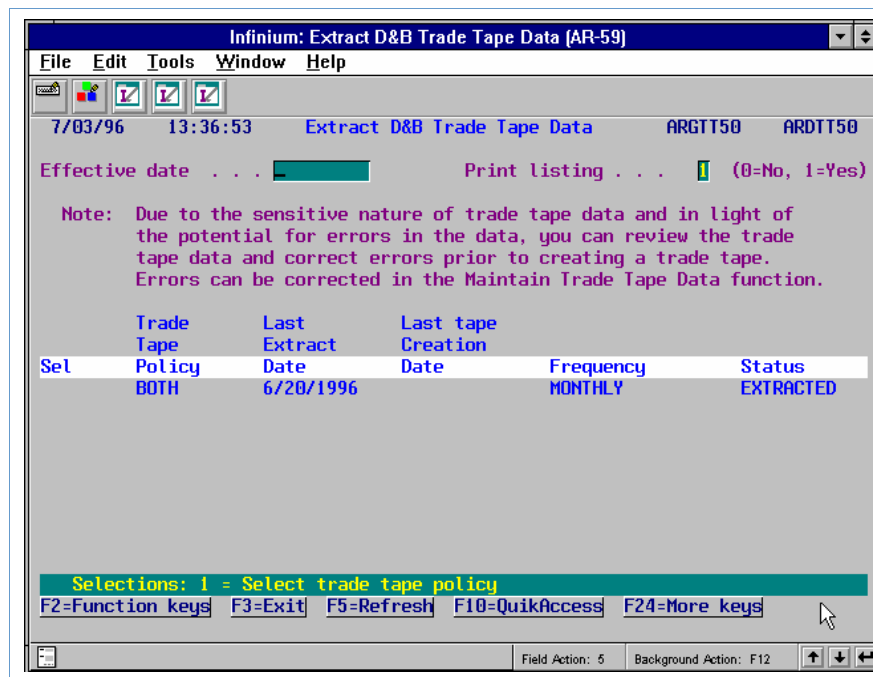 Infinium: Extract D&B Trade Tape Data (AR-59)
File Edit Tools Window Help
7/03/96 13:36:53 Extract D&B Trade Tape Data ARGTT50 ARDTT50
Effective date . . . _ Print listing . . . 1 (0=No, 1=Yes)
Note: Due to the sensitive nature of trade tape data and in light of
the potential for errors in the data, you can review the trade
tape data and correct errors prior to creating a trade tape.
Errors can be corrected in the Maintain Trade Tape Data function.
Trade Last Last tape
Tape Extract Creation
Sel Policy Date Date Frequency Status
BOTH 6/20/1996 MONTHLY EXTRACTED
Selections: 1 = Select trade tape policy
F2=Function keys F3=Exit F5=Refresh F10=QuikAccess F24=More keys
Field Action: 5 Background Action: F12